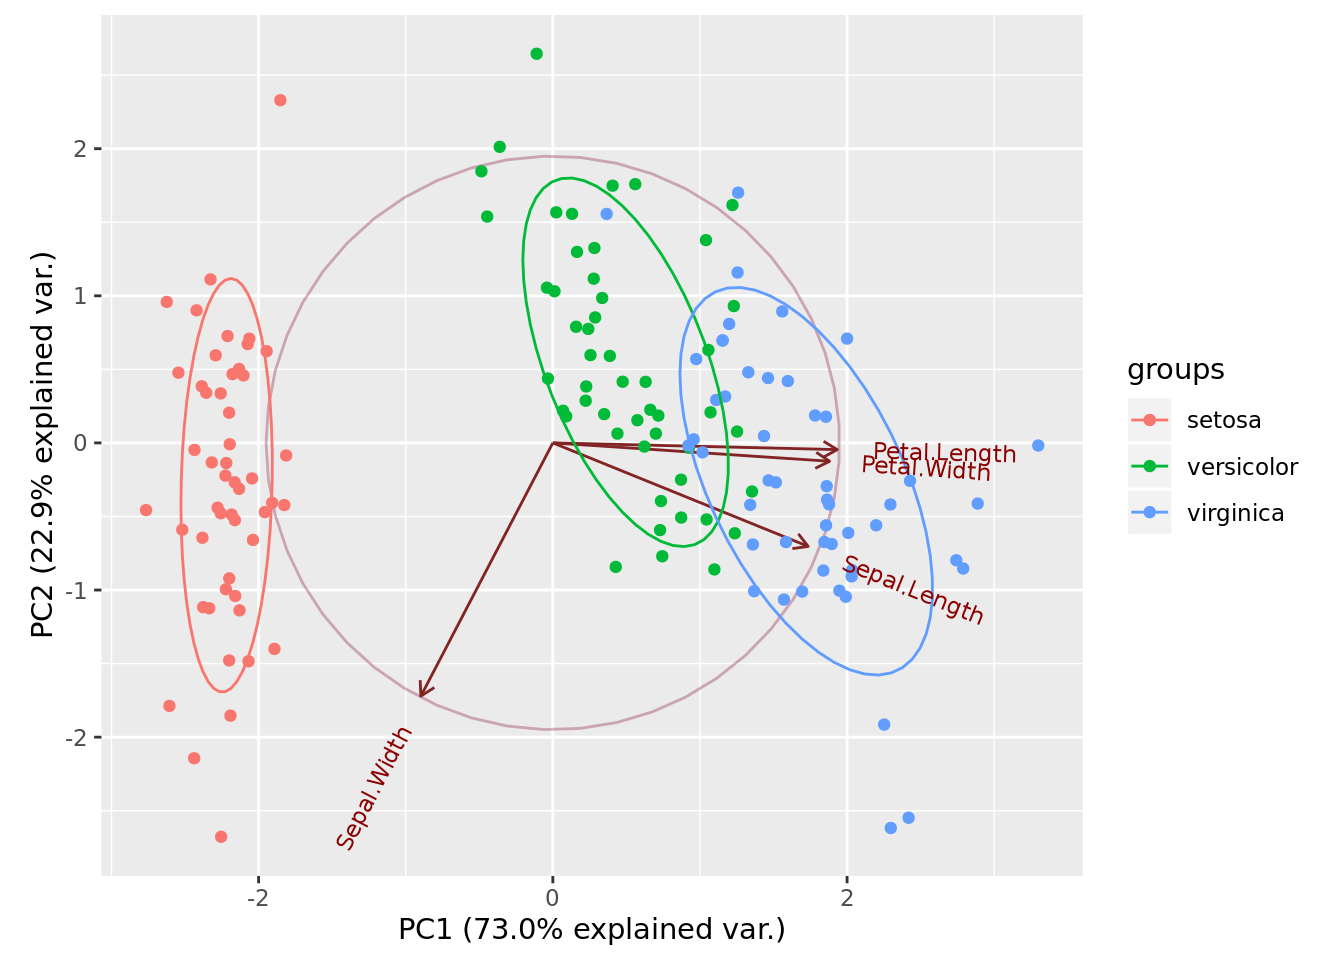 2
1
0
-1
-2
PC2 (22.9% explained var.)
Petal.Length
Petal.Width
Sepal.Length
Sepal.Width
-2
0
2
PC1 (73.0% explained var.)
groups
setosa
versicolor
virginica